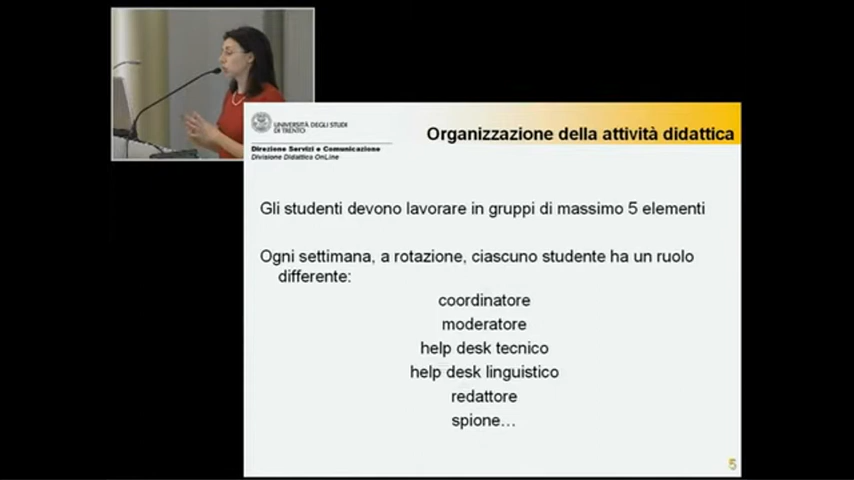 UNIVERSITÀ DEGLI STUDI
DI TRENTO
Direzione Servizi e Comunicazione
Divisione Didattica OnLine
Organizzazione della attività didattica
Gli studenti devono lavorare in gruppi di massimo 5 elementi
Ogni settimana, a rotazione, ciascuno studente ha un ruolo
differente:
coordinatore
moderatore
help desk tecnico
help desk linguistico
redattore
spione...
5